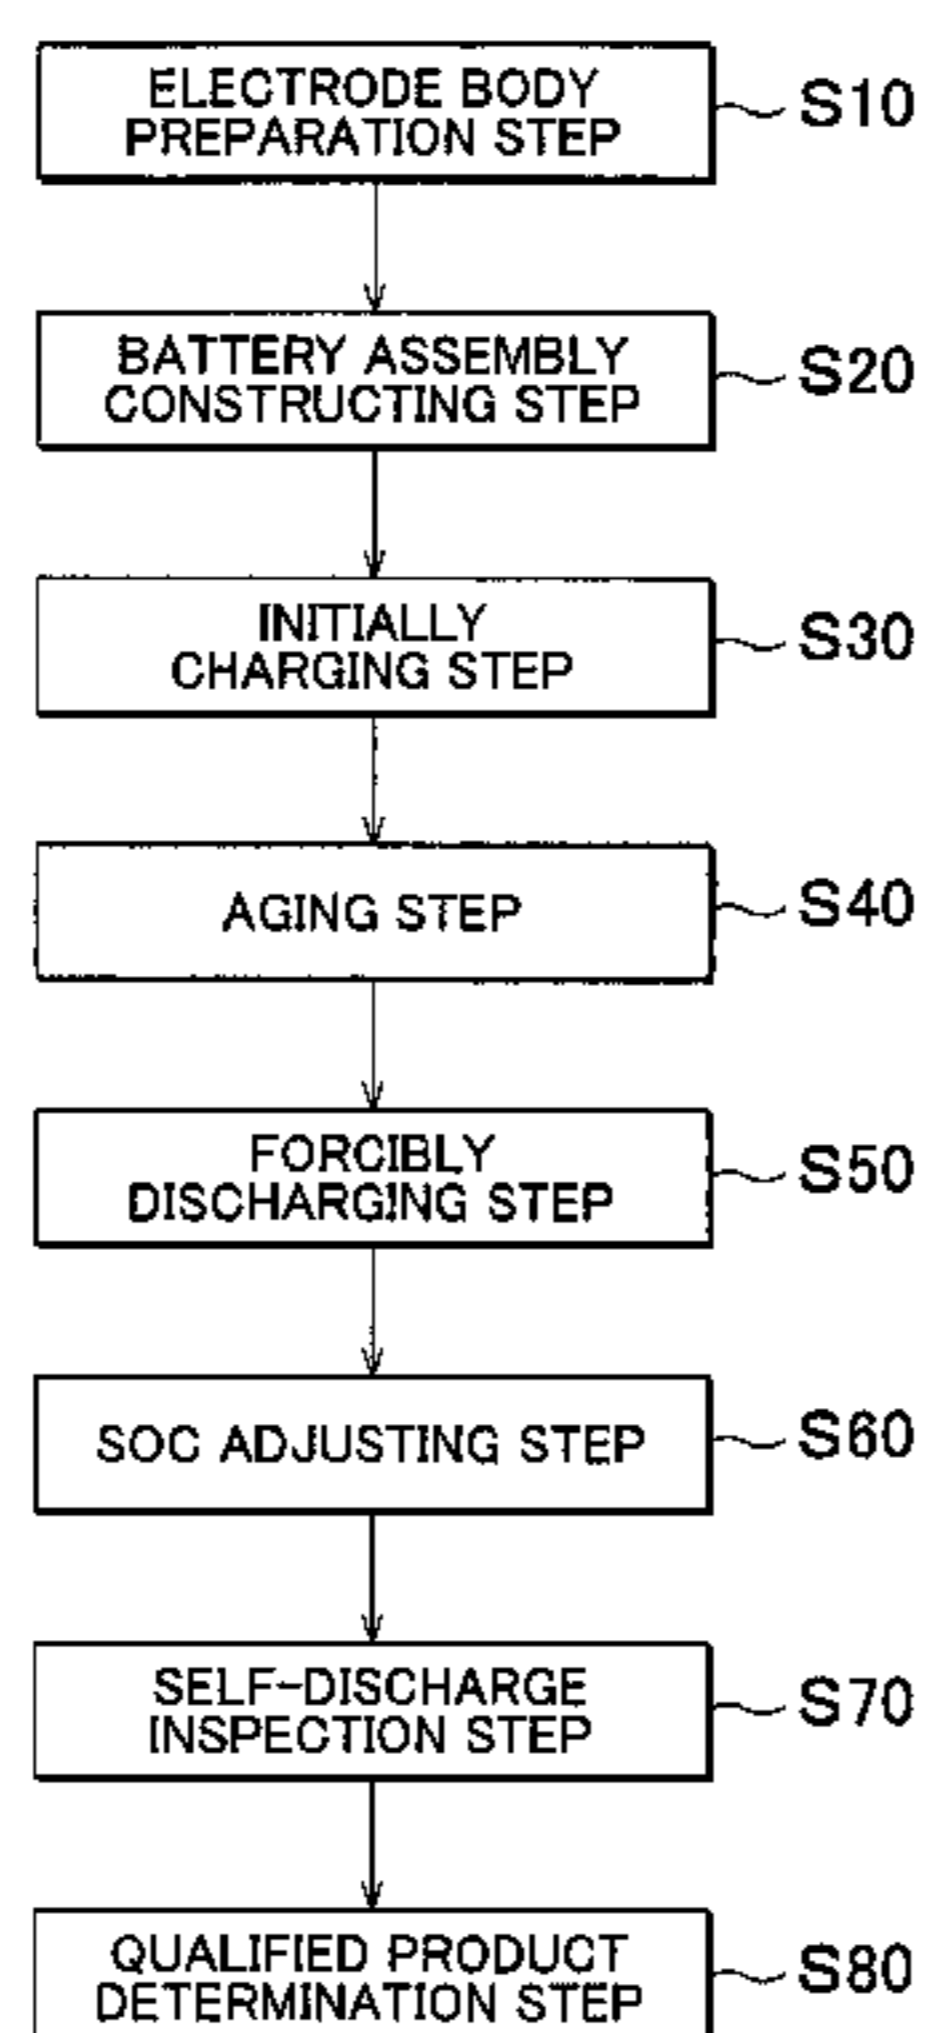 ELECTRODE BODY
PREPARATION STEP
S10
BATTERY ASSEMBLY
CONSTRUCTING STEP
S20
INITIALLY
CHARGING STEP
S30
AGING STEP
S40
FORCIBLY
DISCHARGING STEP
S50
SOC ADJUSTING STEP
S60
SELF-DISCHARGE
INSPECTION STEP
S70
QUALIFIED PRODUCT
DETERMINATION STEP
S80